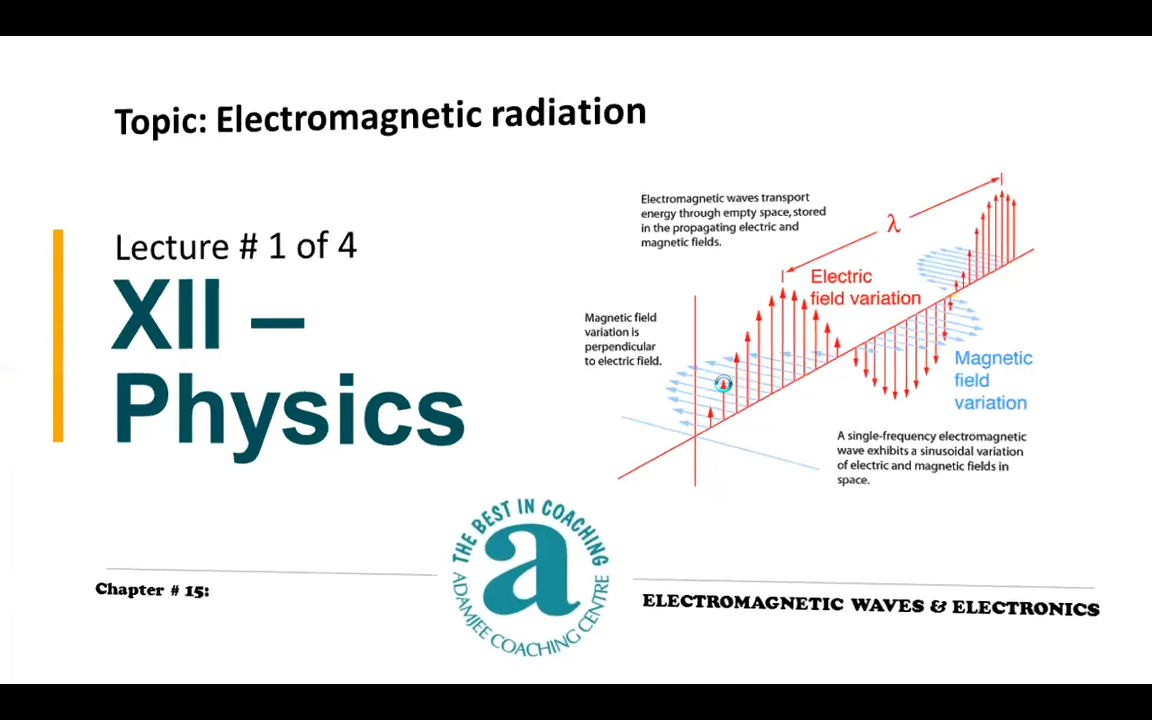 Topic: Electromagnetic radiation
Lecture # 1 of 4
XII –
Physics
Electromagnetic waves transport
energy through empty space, stored
in the propagating electric and
magnetic fields.
λ
Electric
field variation
Magnetic field
variation is
perpendicular
to electric field.
Magnetic
field
variation
A single-frequency electromagnetic
wave exhibits a sinusoidal variation
of electric and magnetic fields in
space.
THE BEST IN COACHING
a
ADAMJEE COACHING CENTRE
Chapter # 15:
ELECTROMAGNETIC WAVES & ELECTRONICS